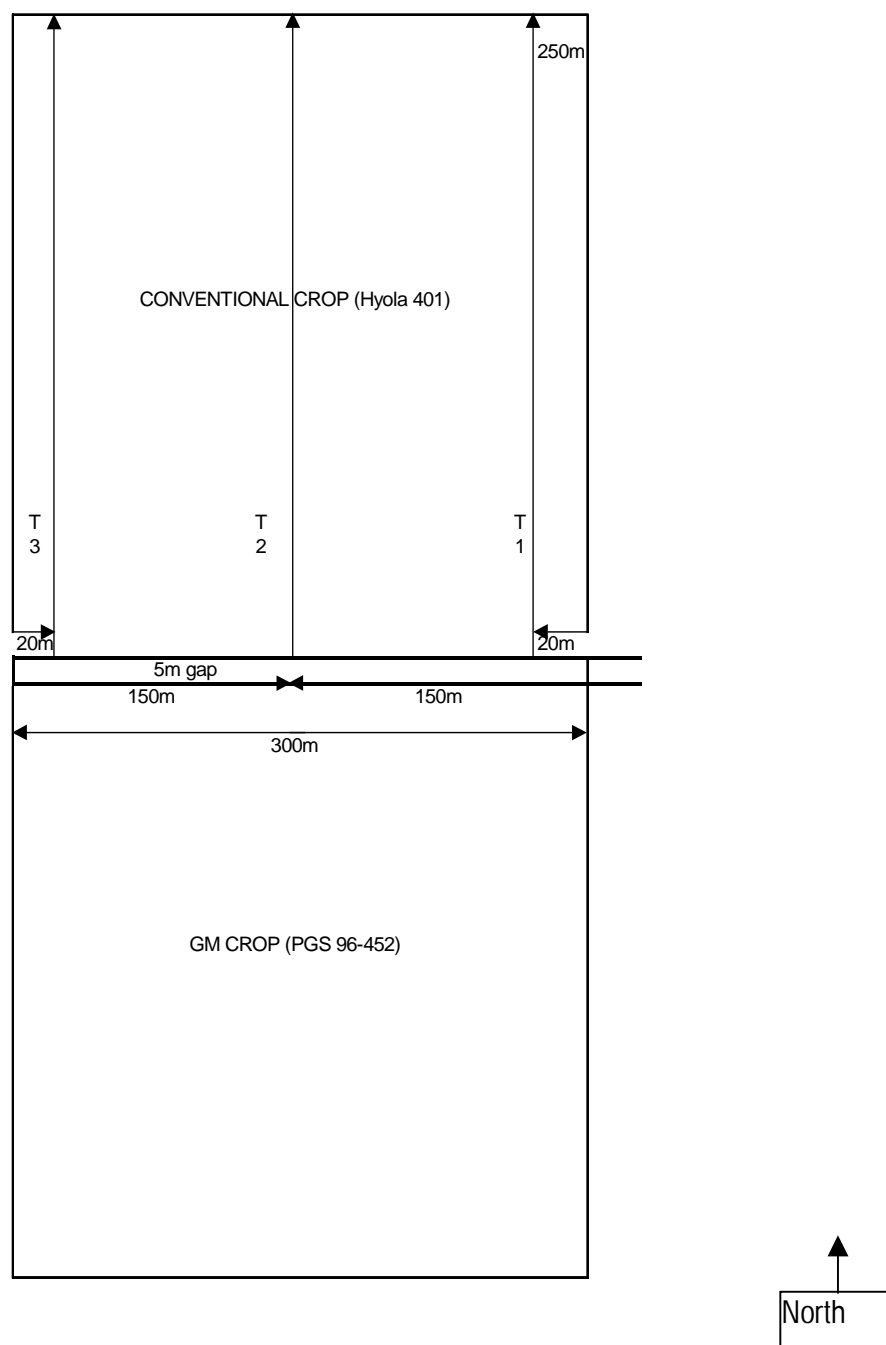 250m
CONVENTIONAL CROP (Hyola 401)
T
3
T
2
T
1
20m
20m
5m gap
150m
150m
300m
GM CROP (PGS 96-452)
North